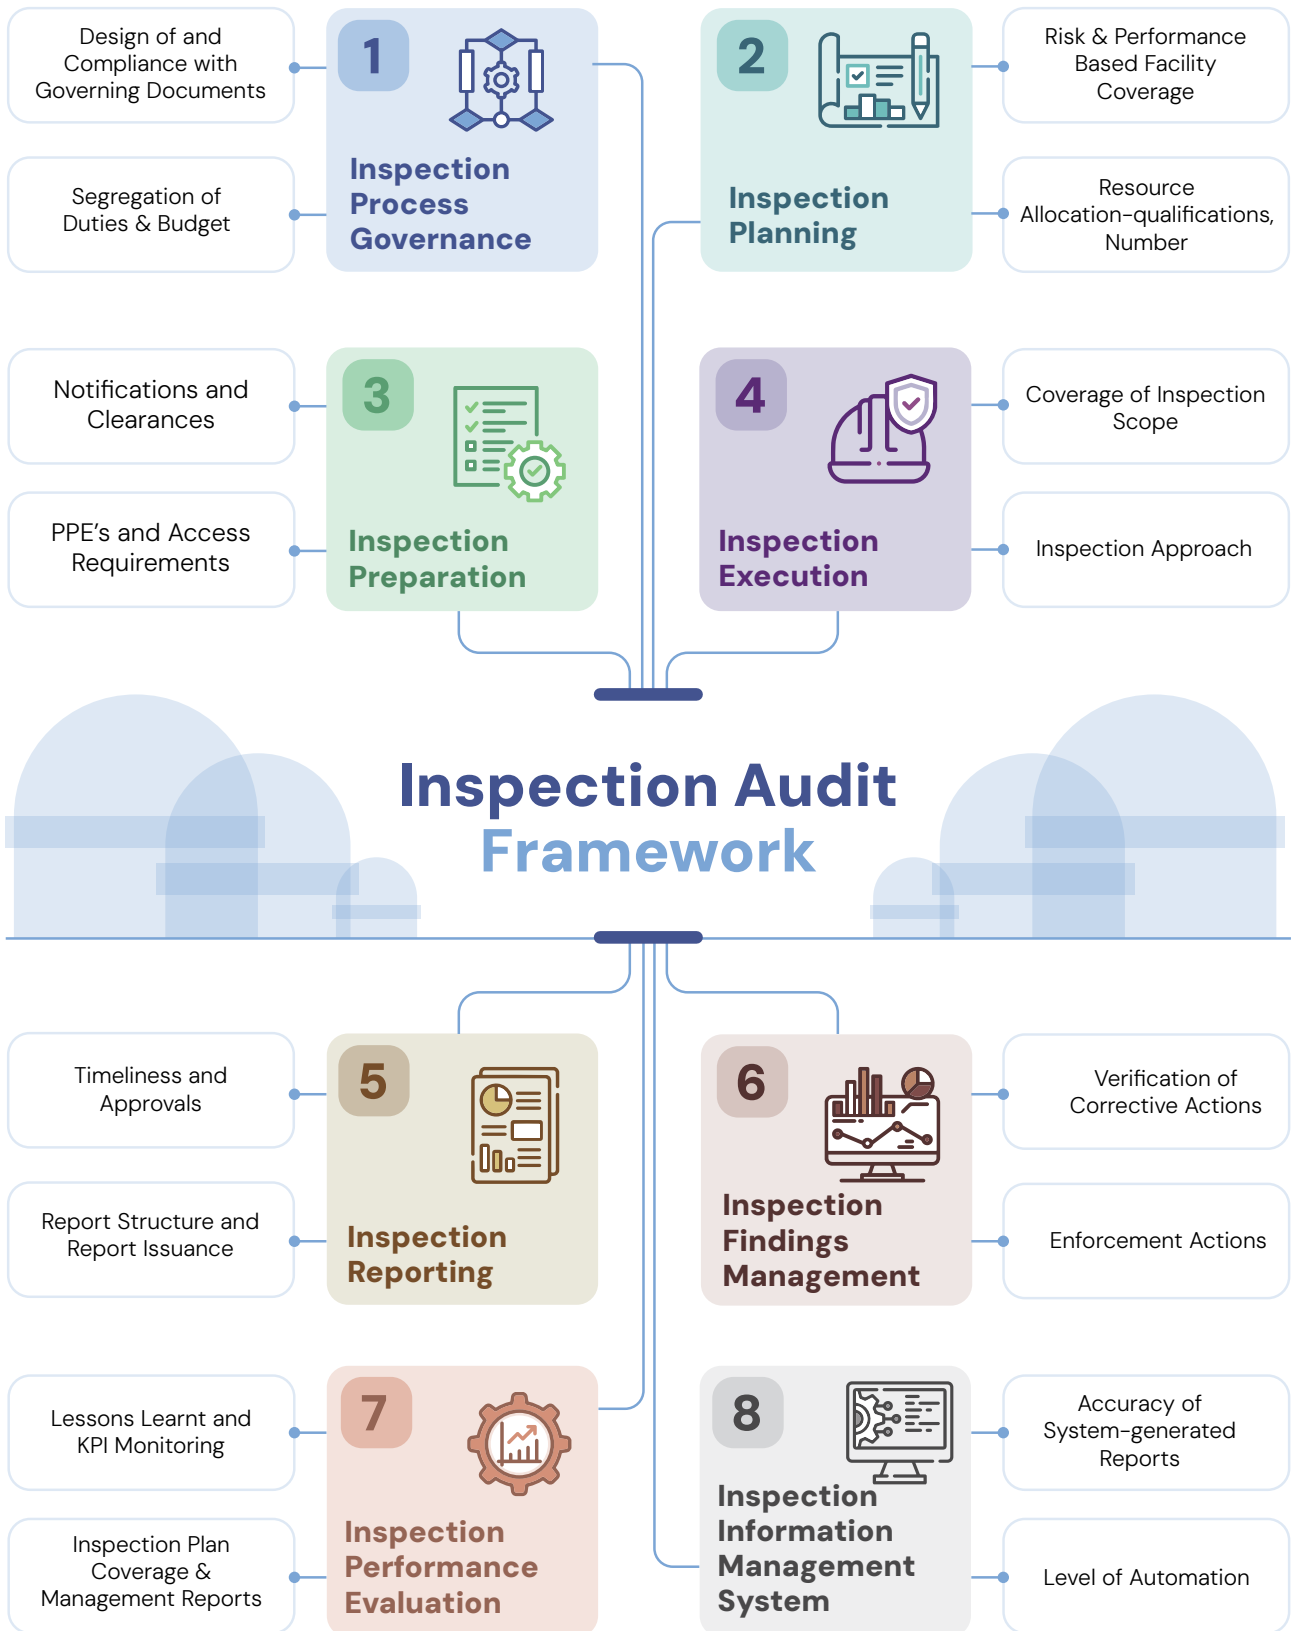 Design of and
Compliance with
Governing Documents
Segregation of
Duties & Budget
1
Inspection
Process
Governance
2
Inspection
Planning
Risk & Performance
Based Facility
Coverage
Resource
Allocation-qualifications,
Number
Notifications and
Clearances
PPE’s and Access
Requirements
3
Inspection
Preparation
4
Inspection
Execution
Coverage of Inspection
Scope
Inspection Approach
Inspection Audit
Framework
Timeliness and
Approvals
Report Structure and
Report Issuance
5
Inspection
Reporting
6
Inspection
Findings
Management
Verification of
Corrective Actions
Enforcement Actions
Lessons Learnt and
KPI Monitoring
Inspection Plan
Coverage &
Management Reports
7
Inspection
Performance
Evaluation
8
Inspection
Information
Management
System
Accuracy of
System-generated
Reports
Level of Automation